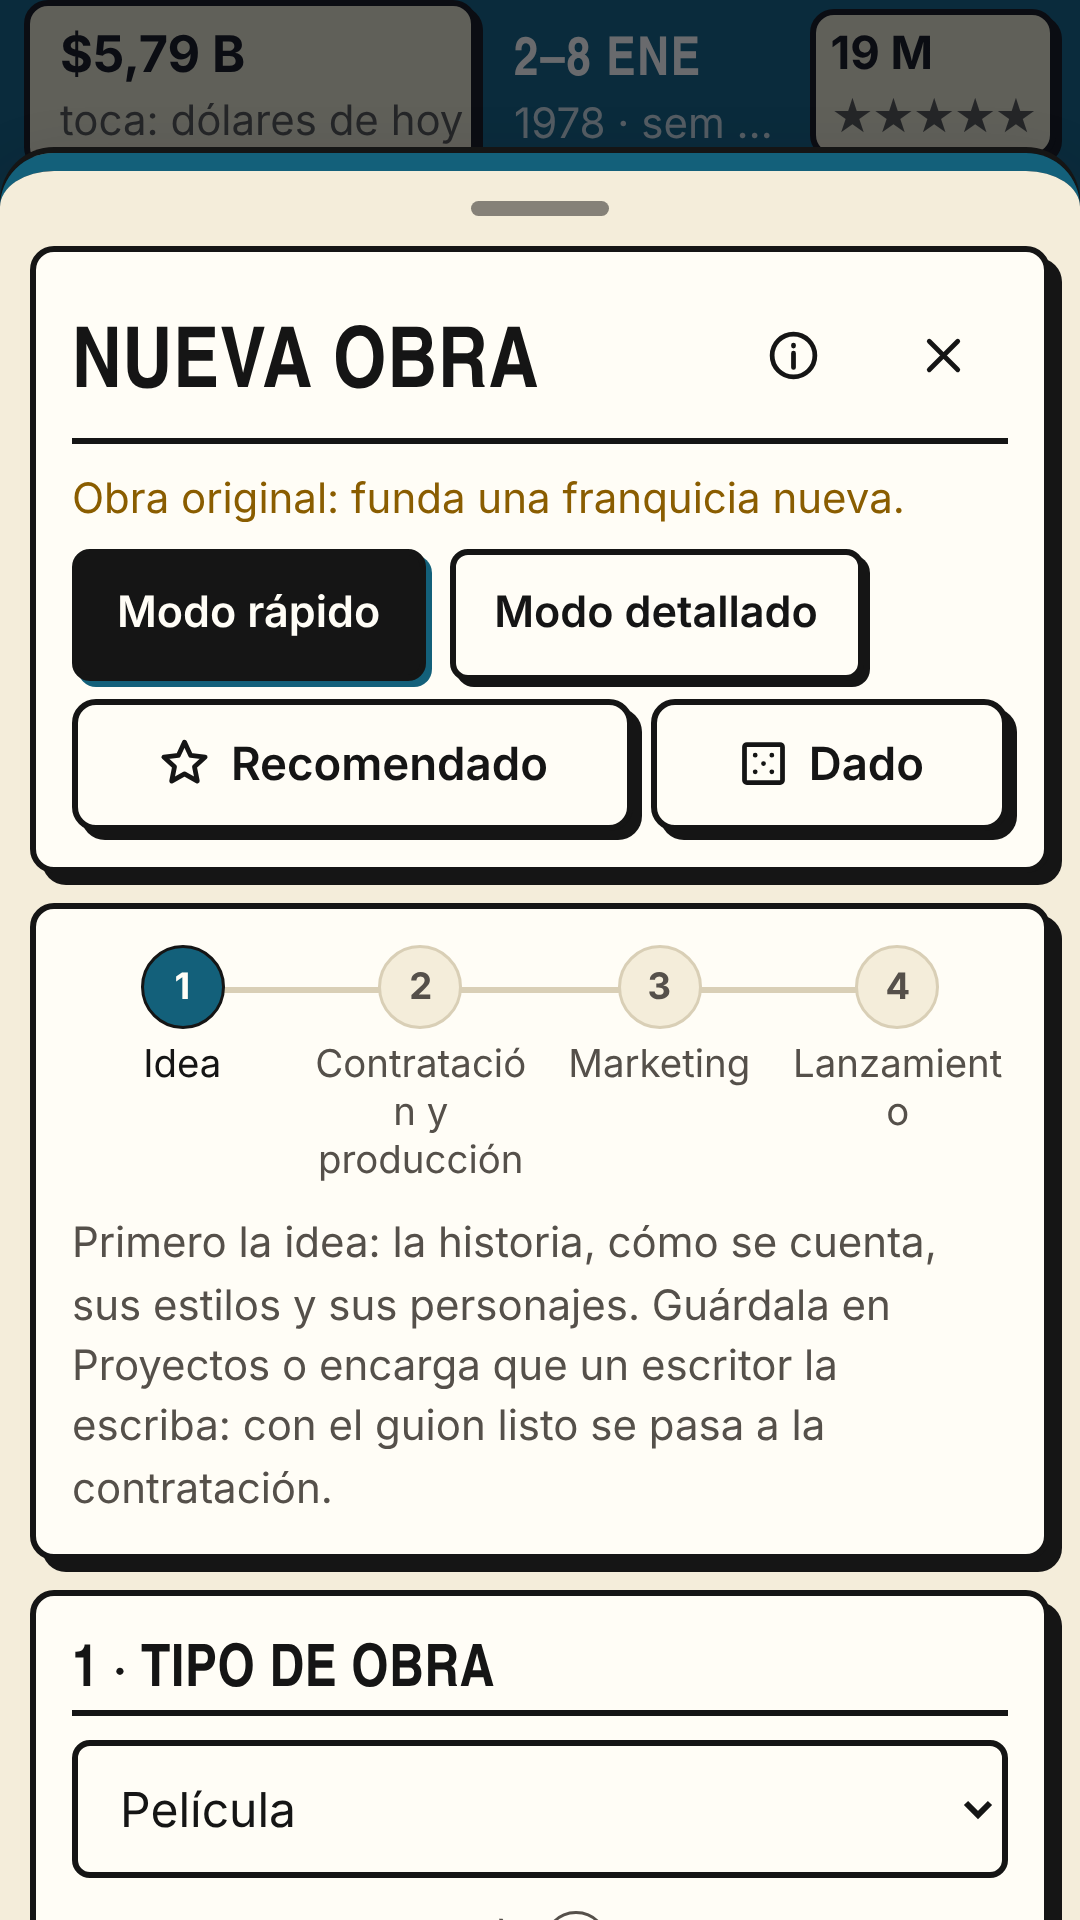 $5,79 B
2–8 ENE
19 M
toca: dólares de hoy
1978 · sem ...
★★★★★
NUEVA OBRA
Obra original: funda una franquicia nueva.
Modo rápido
Modo detallado
Recomendado
Dado
1
2
3
4
Idea
Contratació
n y
producción
Marketing
Lanzamient
o
Primero la idea: la historia, cómo se cuenta,
sus estilos y sus personajes. Guárdala en
Proyectos o encarga que un escritor la
escriba: con el guion listo se pasa a la
contratación.
1 · TIPO DE OBRA
Película